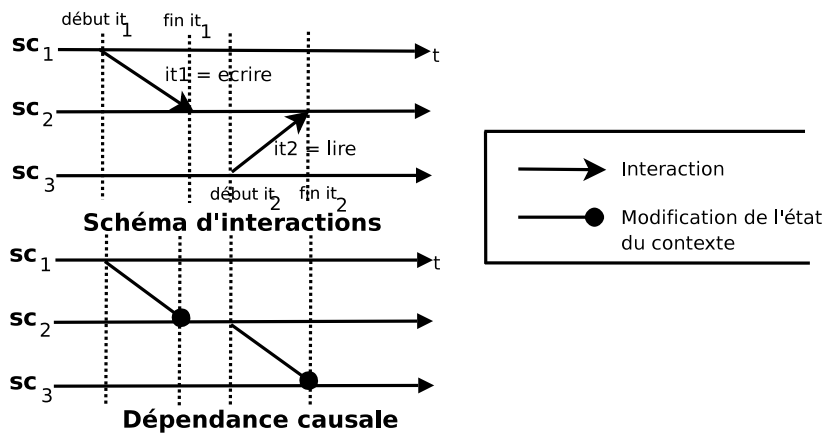 début it1 fin it1
sc1 t
it1 = ecrire
sc2
it2 = lire
sc3
début it2 fin it2
Schéma d'interactions
sc1 t
sc2
sc3
Dépendance causale
Interaction
Modification de l'état
du contexte